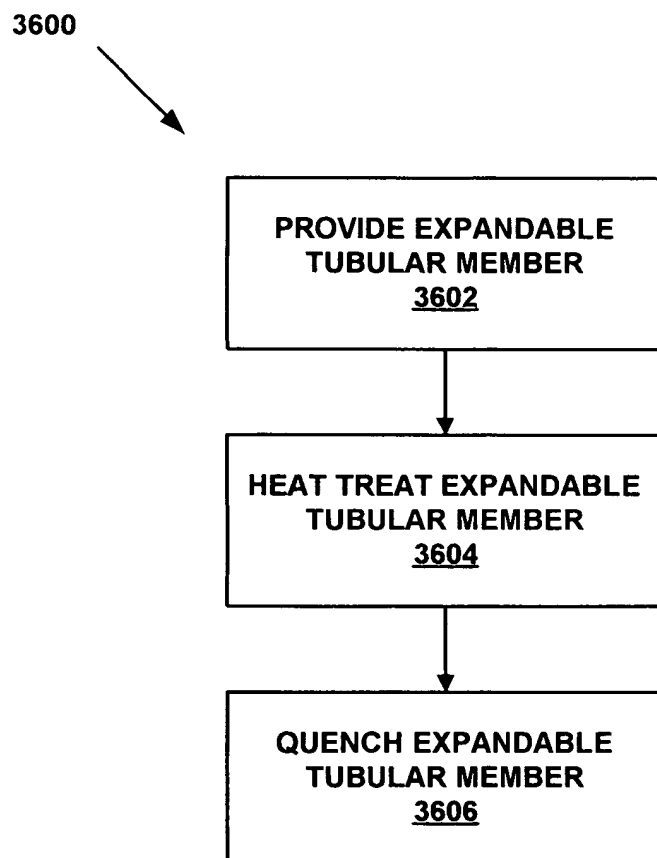 3600
PROVIDE EXPANDABLE
TUBULAR MEMBER
3602
HEAT TREAT EXPANDABLE
TUBULAR MEMBER
3604
QUENCH EXPANDABLE
TUBULAR MEMBER
3606